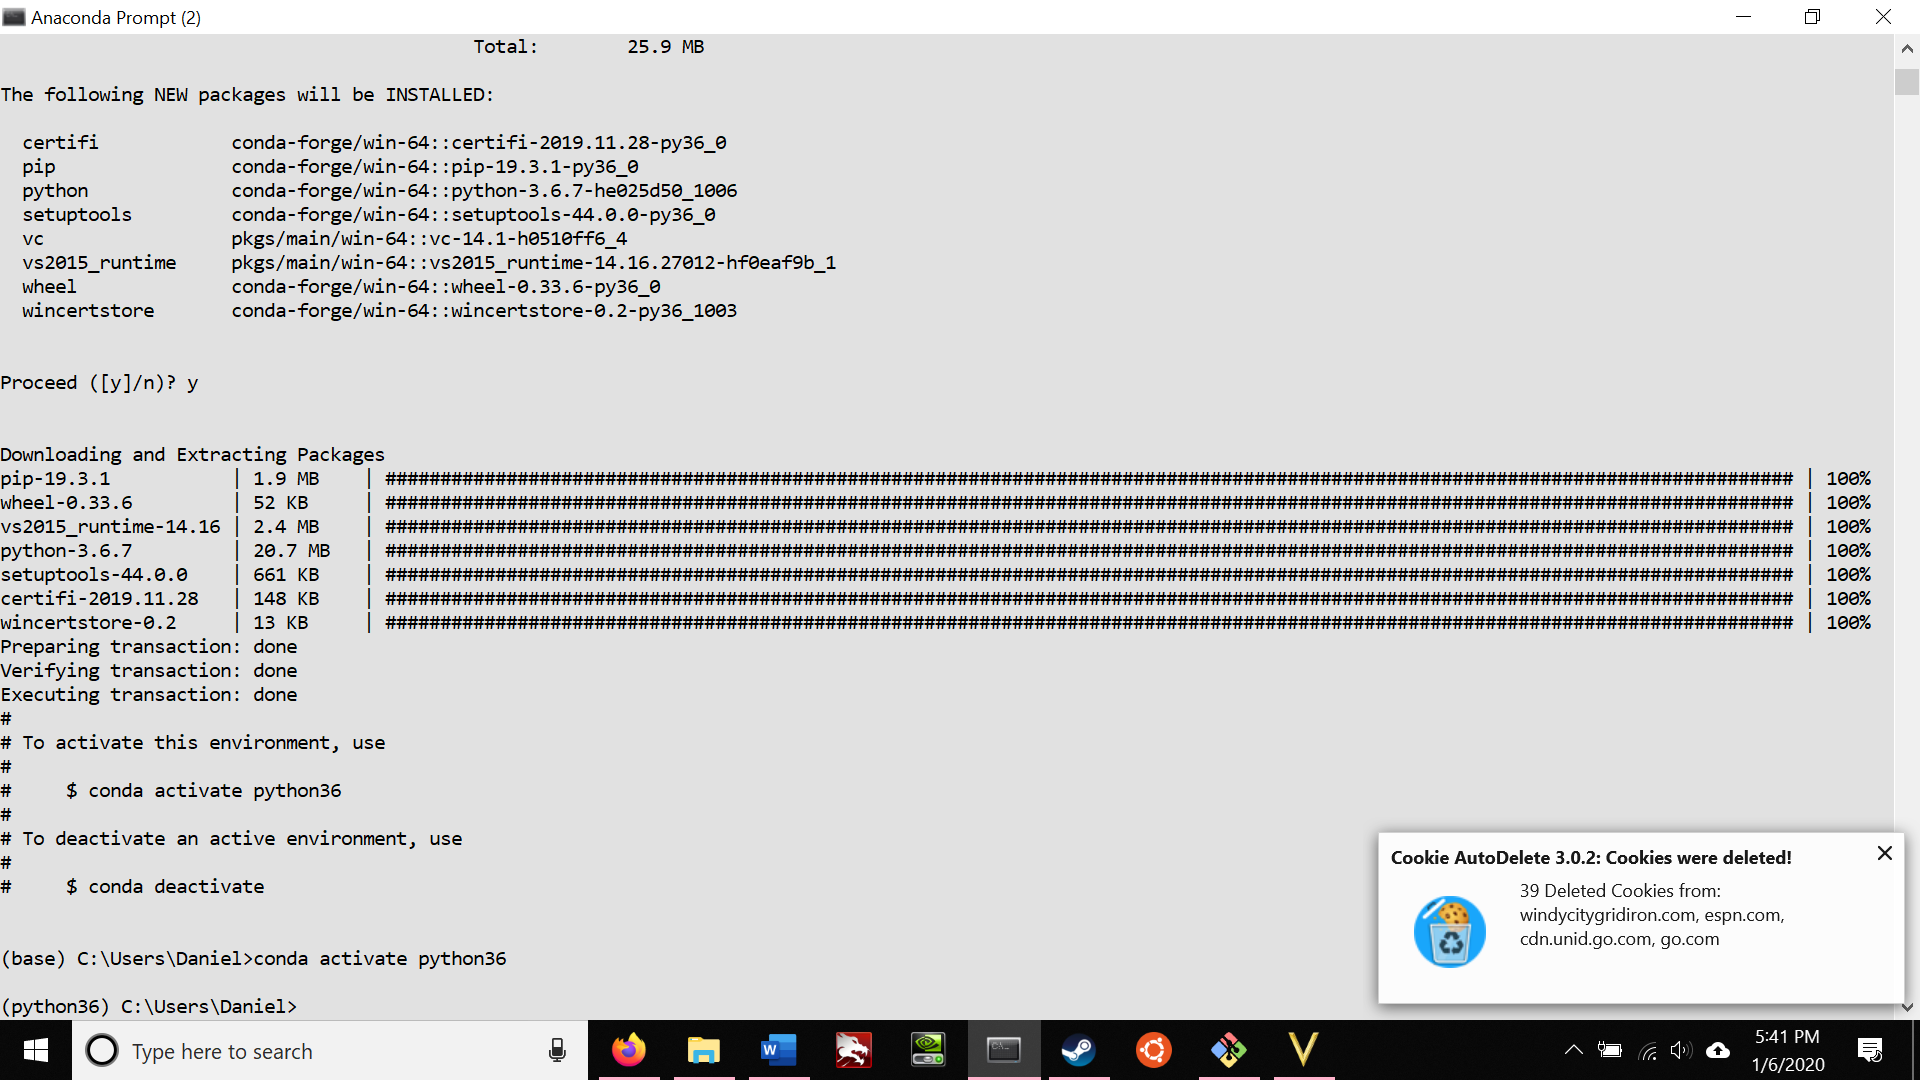 Anaconda Prompt (2)
Total: 25.9 MB
The following NEW packages will be INSTALLED:
certifi conda-forge/win-64::certifi-2019.11.28-py36_0
pip conda-forge/win-64::pip-19.3.1-py36_0
python conda-forge/win-64::python-3.6.7-he025d50_1006
setuptools conda-forge/win-64::setuptools-44.0.0-py36_0
vc pkgs/main/win-64::vc-14.1-h0510ff6_4
vs2015_runtime pkgs/main/win-64::vs2015_runtime-14.16.27012-hf0eaf9b_1
wheel conda-forge/win-64::wheel-0.33.6-py36_0
wincertstore conda-forge/win-64::wincertstore-0.2-py36_1003
Proceed ([y]/n)? y
Downloading and Extracting Packages
pip-19.3.1 | 1.9 MB | ################################################################################################################################ | 100%
wheel-0.33.6 | 52 KB | ################################################################################################################################ | 100%
vs2015_runtime-14.16 | 2.4 MB | ################################################################################################################################ | 100%
python-3.6.7 | 20.7 MB | ################################################################################################################################ | 100%
setuptools-44.0.0 | 661 KB | ################################################################################################################################ | 100%
certifi-2019.11.28 | 148 KB | ################################################################################################################################ | 100%
wincertstore-0.2 | 13 KB | ################################################################################################################################ | 100%
Preparing transaction: done
Verifying transaction: done
Executing transaction: done
#
# To activate this environment, use
#
# $ conda activate python36
#
# To deactivate an active environment, use
#
# $ conda deactivate
(base) C:\Users\Daniel>conda activate python36
(python36) C:\Users\Daniel>
Cookie AutoDelete 3.0.2: Cookies were deleted!
39 Deleted Cookies from:
windycitygridiron.com, espn.com,
cdn.unid.go.com, go.com
Type here to search
5:41 PM
1/6/2020